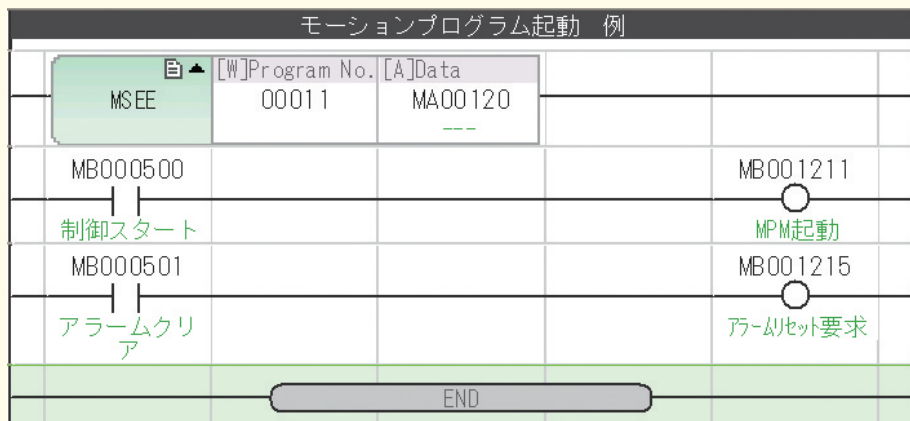 モーションプログラム起動 例
MSEE
[W]Program No.
00011
[A]Data
MA00120
---
MB000500
制御スタート
MB001211
MPM起動
MB000501
アラームクリ
ア
MB001215
アラームリセット要求
END